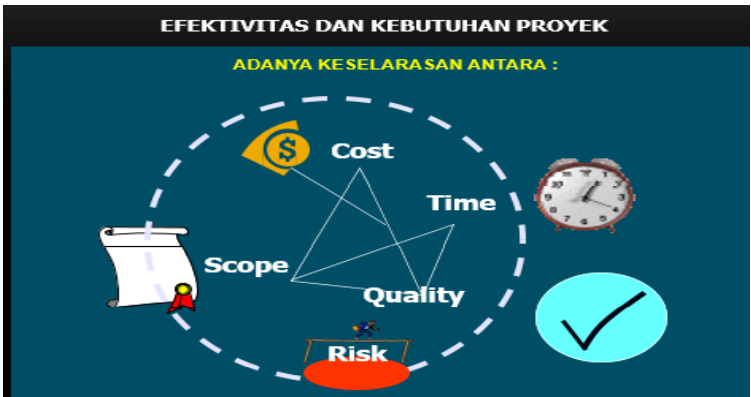 EFEKTIVITAS DAN KEBUTUHAN PROYEK
ADANYA KESELARASAN ANTARA :
$
Cost
Time
Scope
Quality
Risk